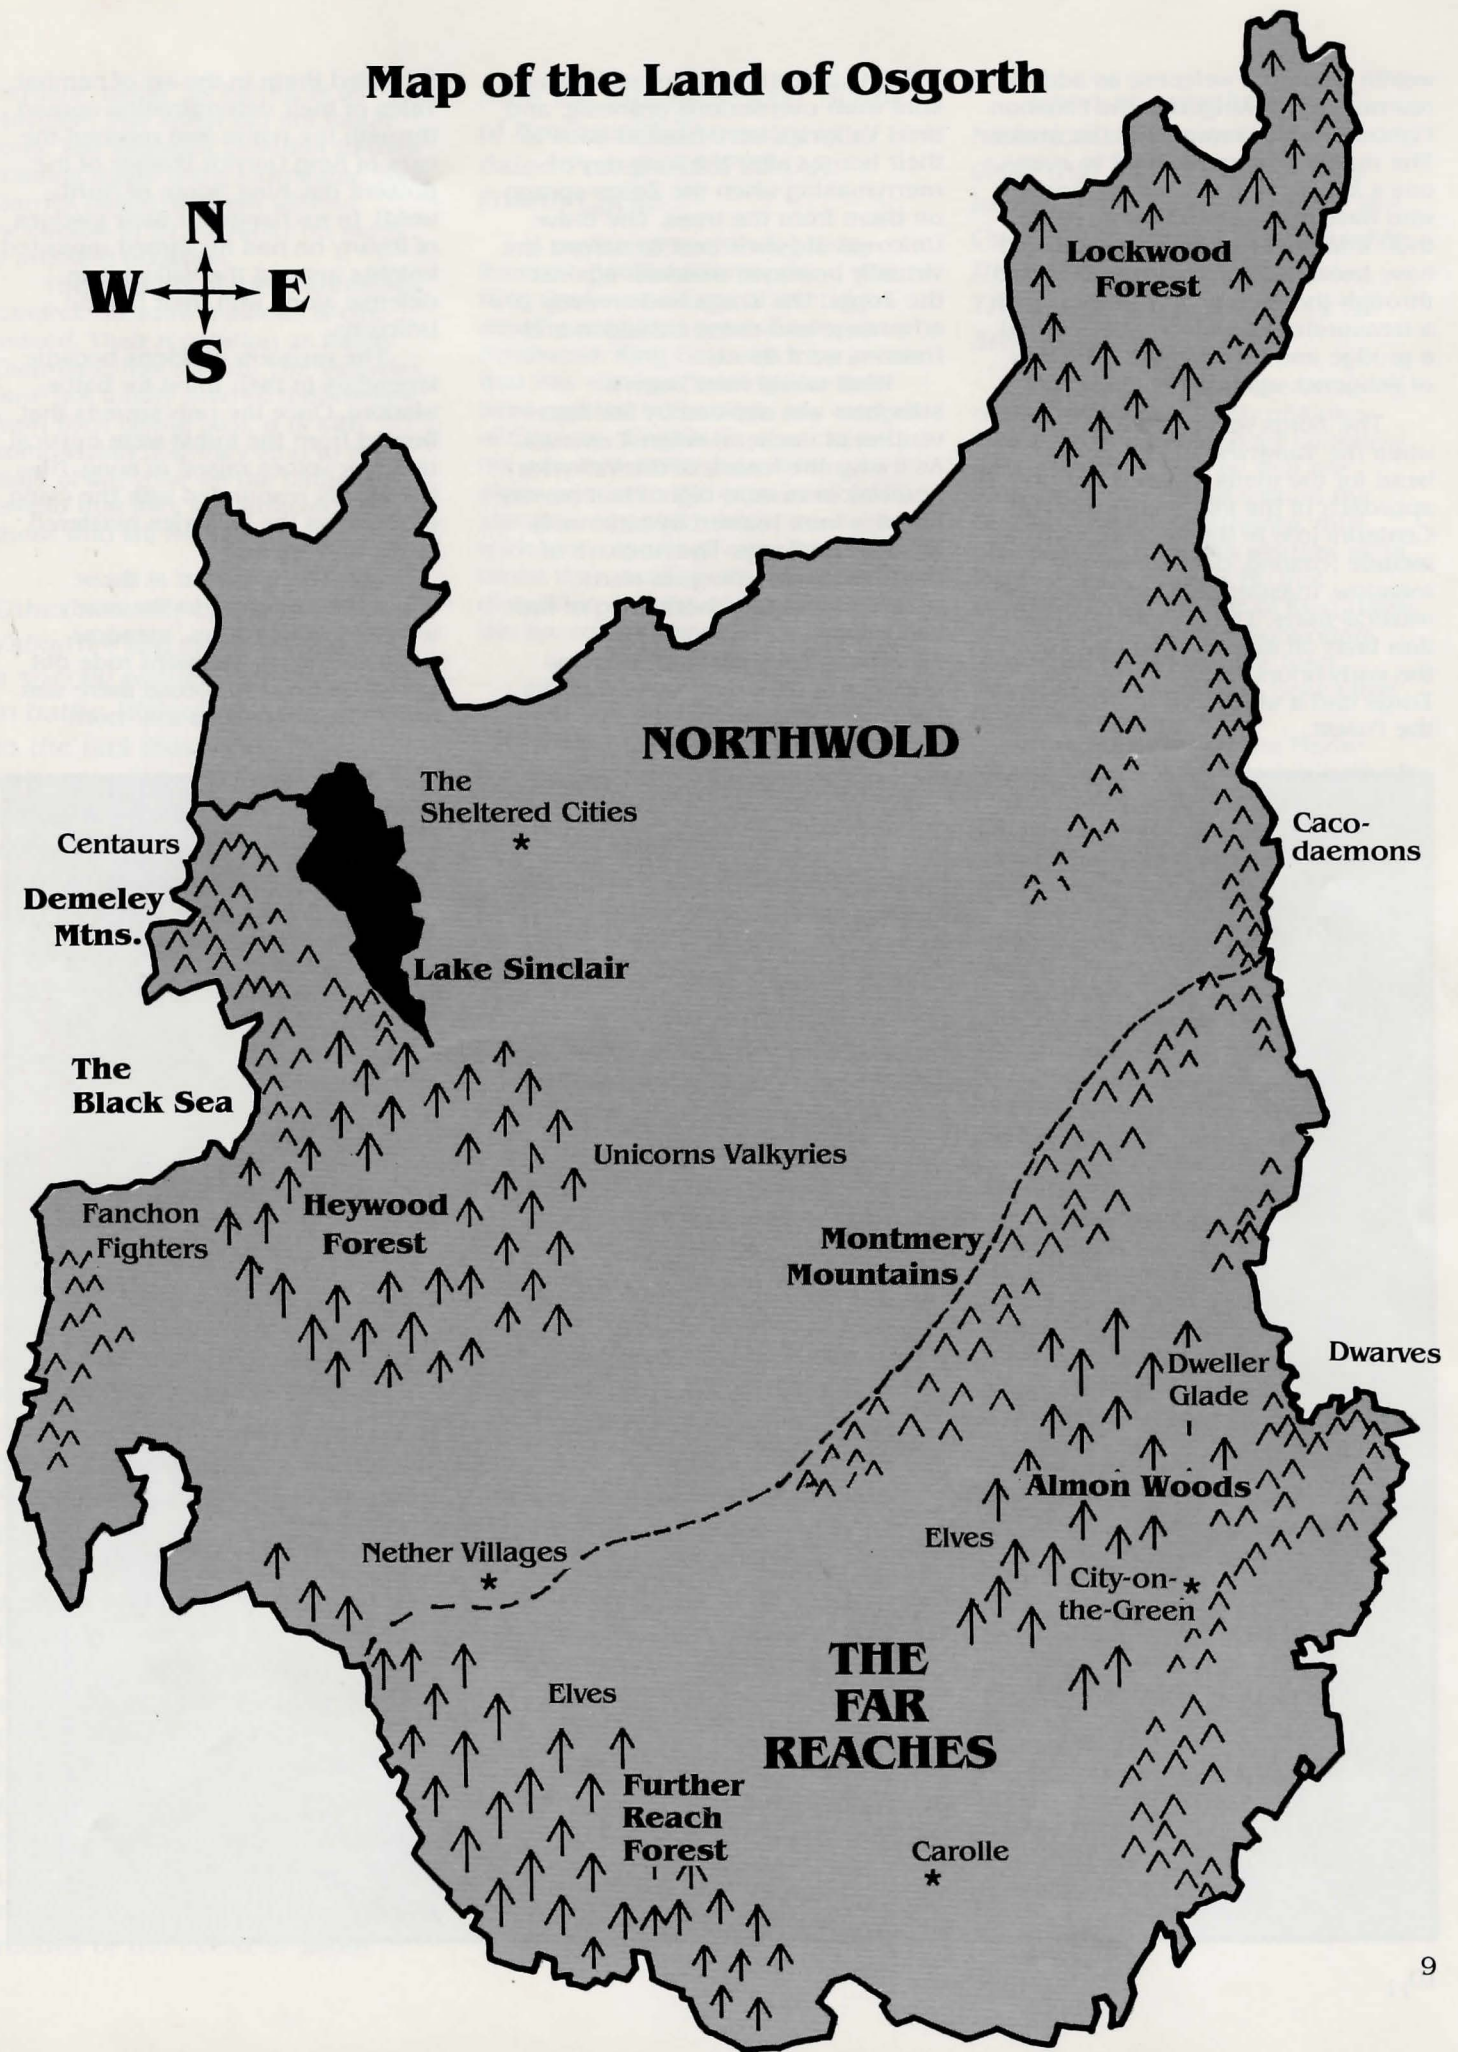 Map of the Land of Osgorth
N
W E
S
Lockwood
Forest
NORTHWOLD
The
Sheltered Cities
*
Centaurs
Demeley
Mtns.
Caco-
daemons
Lake Sinclair
The
Black Sea
Unicorns Valkyries
Fanchon
Fighters
Heywood
Forest
Montmery
Mountains
Dwarves
Dweller
Glade
Almon Woods
Elves
Nether Villages
*
City-on-*
the-Green
THE
FAR
REACHES
Elves
Further
Reach
Forest
Carolle
*
9